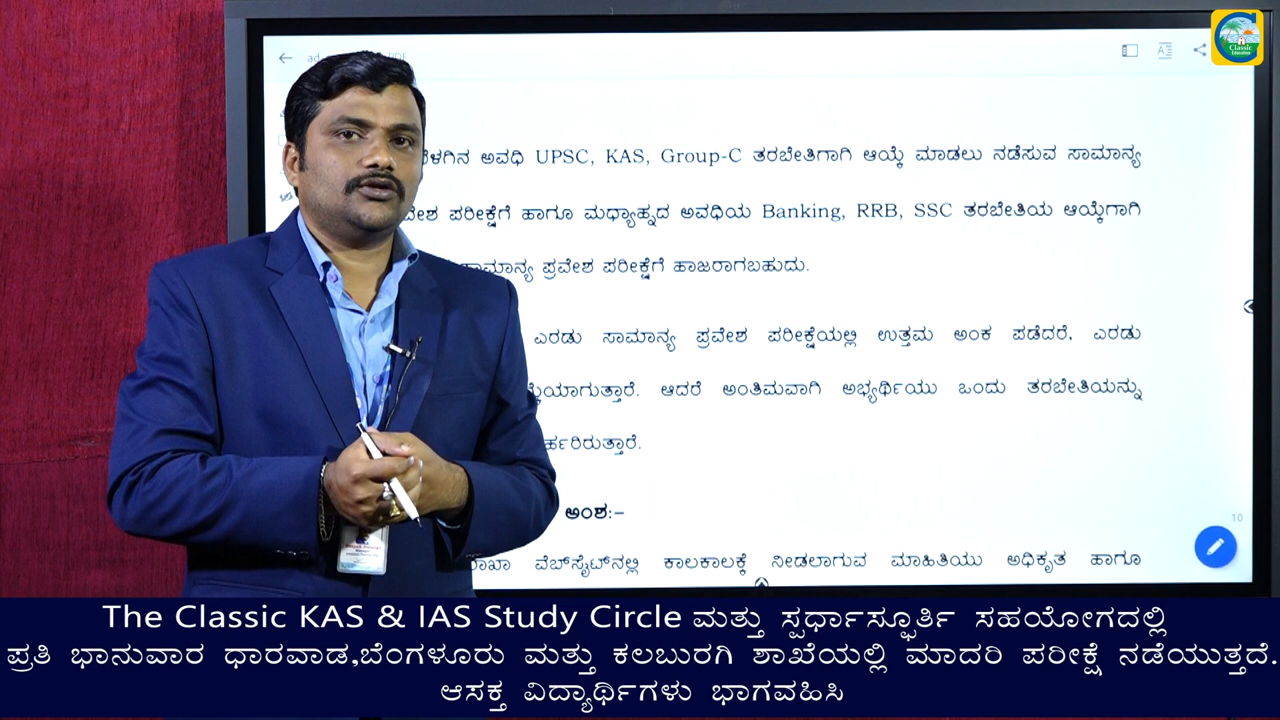 Classic
Education
ಅವಧಿ UPSC, KAS, Group-C ತರಬೇತಿಗಾಗಿ ಆಯ್ಕೆ ಮಾಡಲು ನಡೆಸುವ ಸಾಮಾನ್ಯ
ಪರೀಕ್ಷೆಗೆ ಹಾಗೂ ಮಧ್ಯಾಹ್ನದ ಅವಧಿಯ Banking, RRB, SSC ತರಬೇತಿಯ ಆಯ್ಕೆಗಾಗಿ
ಪ್ರವೇಶ ಪರೀಕ್ಷೆಗೆ ಹಾಜರಾಗಬಹುದು.
ಎರಡು ಸಾಮಾನ್ಯ ಪ್ರವೇಶ ಪರೀಕ್ಷೆಯಲ್ಲಿ ಉತ್ತಮ ಅಂಕ ಪಡೆದರೆ, ಎರಡು
ಆದರೆ ಅಂತಿಮವಾಗಿ ಅಭ್ಯರ್ಥಿಯು ಒಂದು ತರಬೇತಿಯನ್ನು
ಅಂಶ:–
10
ವೆಬ್‌ಸೈಟ್‌ನಲ್ಲಿ ಕಾಲಕಾಲಕ್ಕೆ ನೀಡಲಾಗುವ ಮಾಹಿತಿಯು ಅಧಿಕೃತ ಹಾಗೂ
The Classic KAS & IAS Study Circle ಮತ್ತು ಸ್ಪರ್ಧಾಸ್ಫೂರ್ತಿ ಸಹಯೋಗದಲ್ಲಿ
ಪ್ರತಿ ಭಾನುವಾರ ಧಾರವಾಡ,ಬೆಂಗಳೂರು ಮತ್ತು ಕಲಬುರಗಿ ಶಾಖೆಯಲ್ಲಿ ಮಾದರಿ ಪರೀಕ್ಷೆ ನಡೆಯುತ್ತದೆ.
ಆಸಕ್ತ ವಿದ್ಯಾರ್ಥಿಗಳು ಭಾಗವಹಿಸಿ